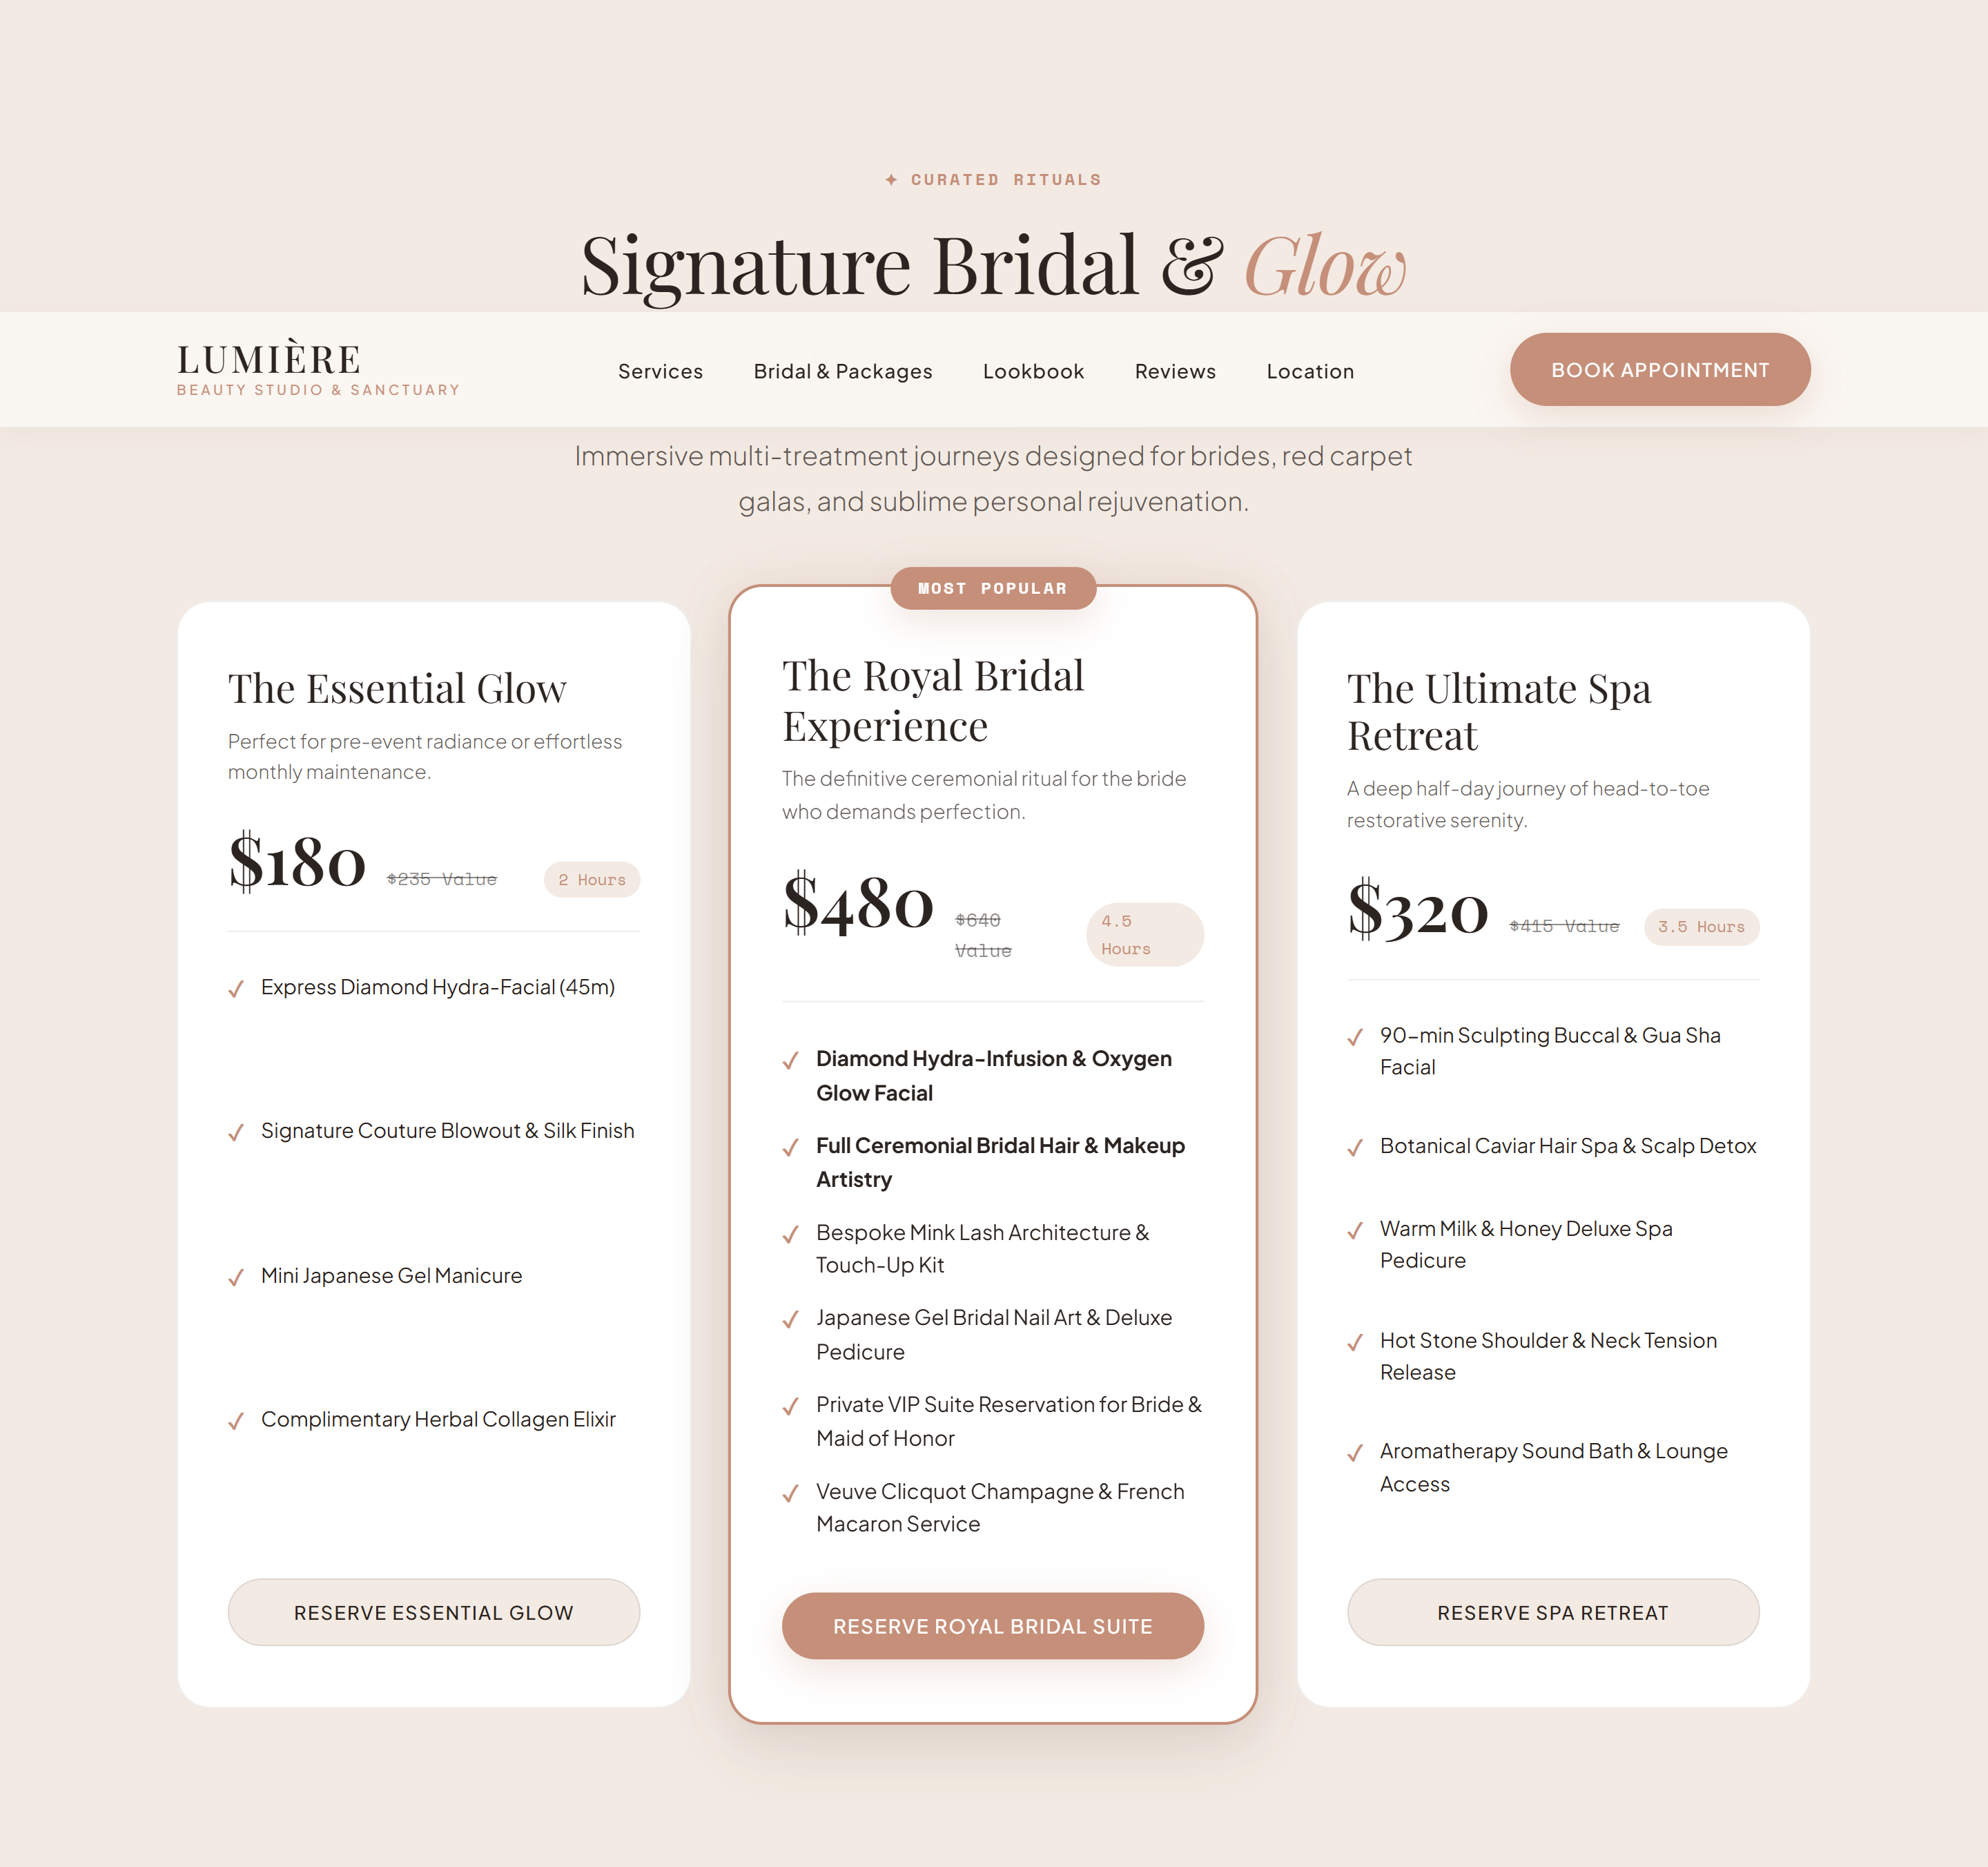 ✦ CURATED RITUALS
Signature Bridal & Glow
LUMIÈRE
BEAUTY STUDIO & SANCTUARY
Services
Bridal & Packages
Lookbook
Reviews
Location
BOOK APPOINTMENT
Immersive multi-treatment journeys designed for brides, red carpet
galas, and sublime personal rejuvenation.
The Essential Glow
Perfect for pre-event radiance or effortless
monthly maintenance.
$180 $235 Value 2 Hours
✓ Express Diamond Hydra-Facial (45m)
✓ Signature Couture Blowout & Silk Finish
✓ Mini Japanese Gel Manicure
✓ Complimentary Herbal Collagen Elixir
RESERVE ESSENTIAL GLOW
MOST POPULAR
The Royal Bridal
Experience
The definitive ceremonial ritual for the bride
who demands perfection.
$480
$640
Value
4.5
Hours
✓ Diamond Hydra-Infusion & Oxygen
Glow Facial
✓ Full Ceremonial Bridal Hair & Makeup
Artistry
✓ Bespoke Mink Lash Architecture &
Touch-Up Kit
✓ Japanese Gel Bridal Nail Art & Deluxe
Pedicure
✓ Private VIP Suite Reservation for Bride &
Maid of Honor
✓ Veuve Clicquot Champagne & French
Macaron Service
RESERVE ROYAL BRIDAL SUITE
The Ultimate Spa
Retreat
A deep half-day journey of head-to-toe
restorative serenity.
$320 $415 Value 3.5 Hours
✓ 90-min Sculpting Buccal & Gua Sha
Facial
✓ Botanical Caviar Hair Spa & Scalp Detox
✓ Warm Milk & Honey Deluxe Spa
Pedicure
✓ Hot Stone Shoulder & Neck Tension
Release
✓ Aromatherapy Sound Bath & Lounge
Access
RESERVE SPA RETREAT